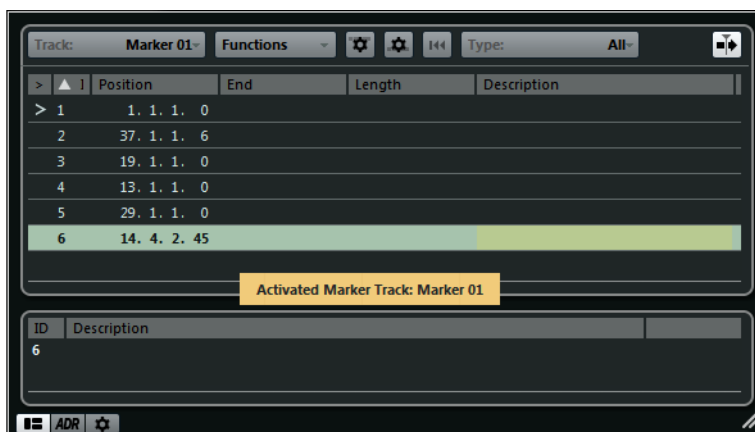 Track: Marker 01 Functions Type: All
> I Position End Length Description
> 1 1. 1. 1. 0
2 37. 1. 1. 6
3 19. 1. 1. 0
4 13. 1. 1. 0
5 29. 1. 1. 0
6 14. 4. 2. 45
Activated Marker Track: Marker 01
ID Description
6
ADR